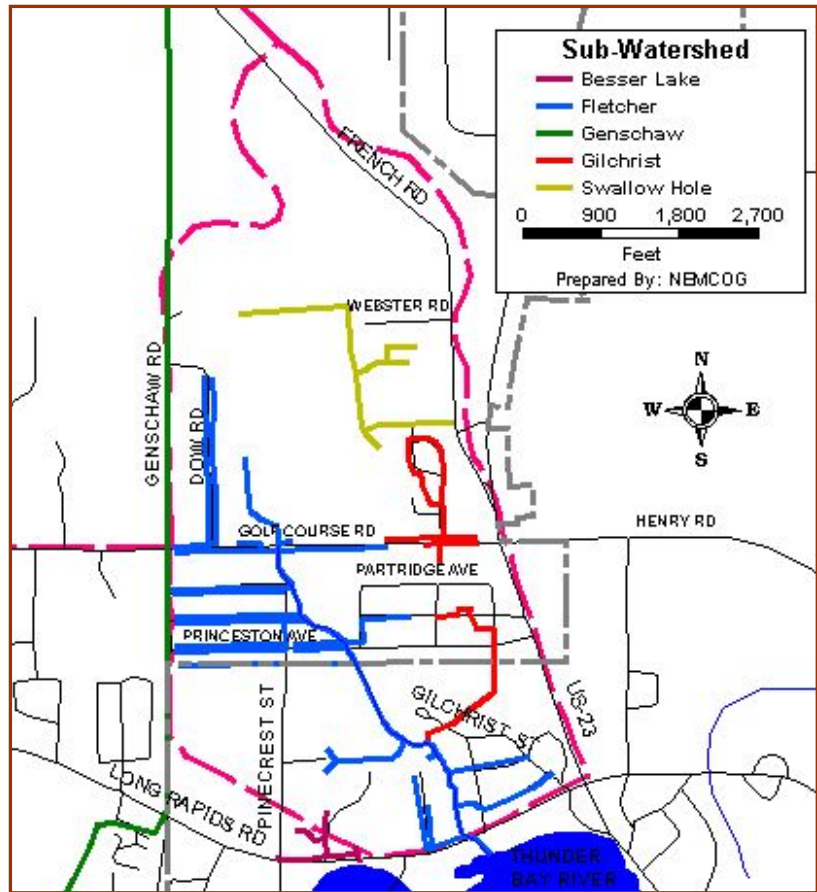 Sub-Watershed
Besser Lake
Fletcher
Genschaw
Gilchrist
Swallow Hole
0 900 1,800 2,700
Feet
Prepared By: NEMCOG
FRENCH RD
WEBSTER RD
N
W E
S
GENSCHAW RD
DOW RD
GOLF COURSE RD
HENRY RD
PARTRIDGE AVE
PRINCESTON AVE
PINECREST ST
GILCHRIST ST
US-23
LONG RAPIDS RD
THUNDER
BAY RIVER